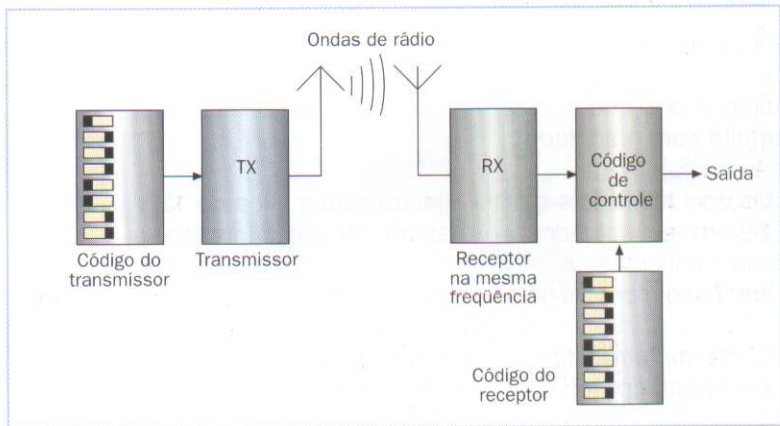 Ondas de rádio
TX
RX
Código
de
controle
Saída
Código do
transmissor
Transmissor
Receptor
na mesma
freqüência
Código do
receptor